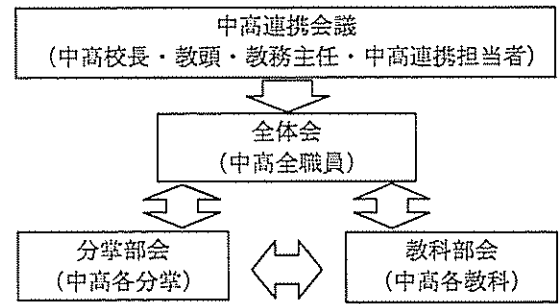 中高連携会議
(中高校長・教頭・教務主任・中高連携担当者)
全体会
(中高全職員)
分掌部会
(中高各分掌)
教科部会
(中高各教科)